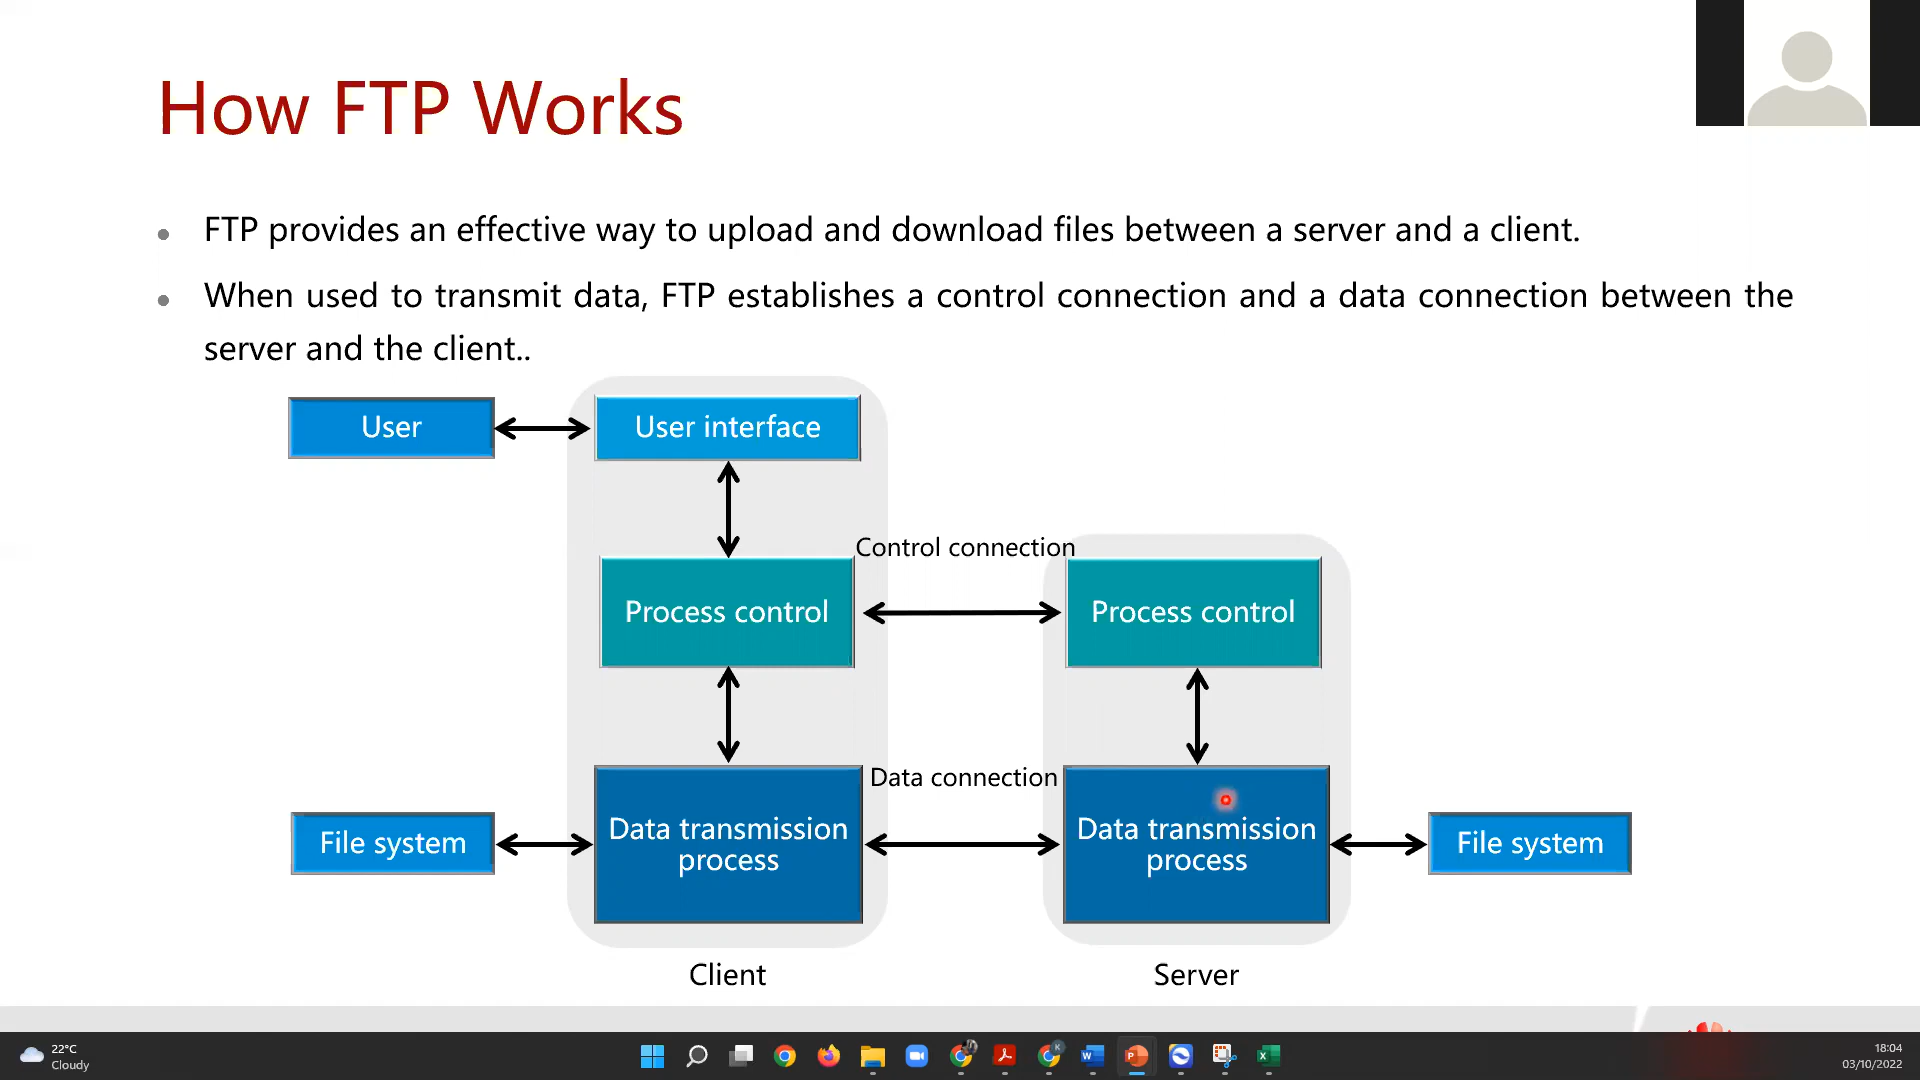 How FTP Works
FTP provides an effective way to upload and download files between a server and a client.
When used to transmit data, FTP establishes a control connection and a data connection between the
server and the client..
User
User interface
Control connection
Process control
Process control
Data connection
File system
Data transmission
process
Data transmission
process
File system
Client
Server
22°C
Cloudy
18:04
03/10/2022